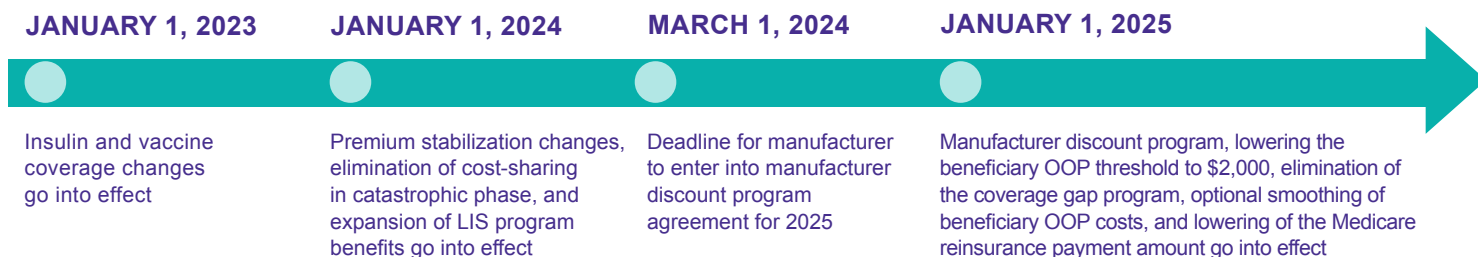 JANUARY 1, 2023
Insulin and vaccine
coverage changes
go into effect
JANUARY 1, 2024
Premium stabilization changes,
elimination of cost-sharing
in catastrophic phase, and
expansion of LIS program
benefits go into effect
MARCH 1, 2024
Deadline for manufacturer
to enter into manufacturer
discount program
agreement for 2025
JANUARY 1, 2025
Manufacturer discount program, lowering the
beneficiary OOP threshold to $2,000, elimination of
the coverage gap program, optional smoothing of
beneficiary OOP costs, and lowering of the Medicare
reinsurance payment amount go into effect